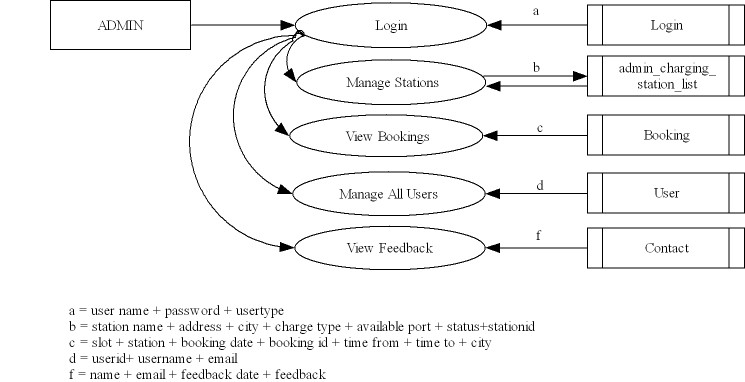 ADMIN
Login
a
Login
Manage Stations
b
admin_charging_
station_list
View Bookings
c
Booking
Manage All Users
d
User
View Feedback
f
Contact
a = user name + password + usertype
b = station name + address + city + charge type + available port + status+stationid
c = slot + station + booking date + booking id + time from + time to + city
d = userid+ username + email
f = name + email + feedback date + feedback